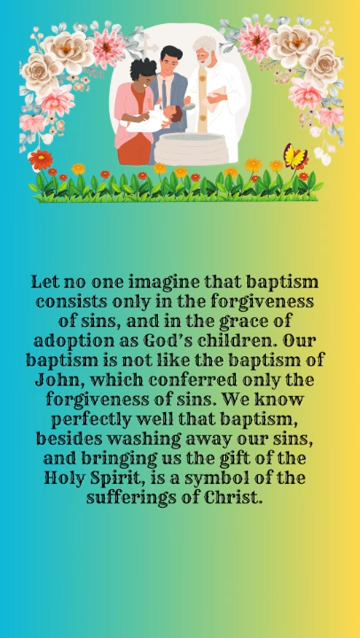 Let no one imagine that baptism
consists only in the forgiveness
of sins, and in the grace of
adoption as God's children. Our
baptism is not like the baptism of
John, which conferred only the
forgiveness of sins. We know
perfectly well that baptism,
besides washing away our sins,
and bringing us the gift of the
Holy Spirit, is a symbol of the
sufferings of Christ.